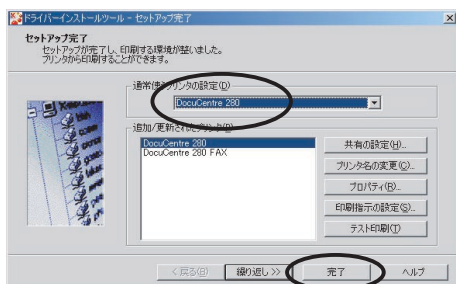 ドライバーインストールツール - セットアップ完了
セットアップ完了
セットアップが完了し、印刷する環境が整いました。
プリンタから印刷することができます。
通常使うプリンタの設定(D)
DocuCentre 280
追加/更新されたプリンタ(P)
DocuCentre 280
DocuCentre 280 FAX
共有の設定(H)...
プリンタ名の変更(C)...
プロパティ(R)...
印刷指示の設定(S)...
テスト印刷(T)
< 戻る(B)
繰り返し >>
完了
ヘルプ